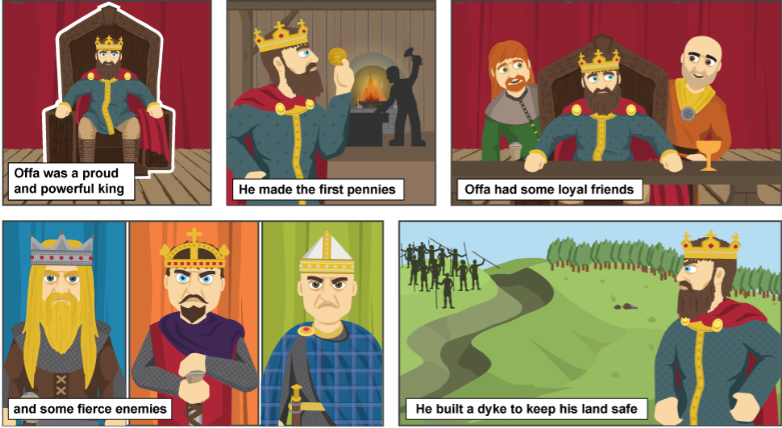 Offa was a proud
and powerful king
He made the first pennies
Offa had some loyal friends
and some fierce enemies
He built a dyke to keep his land safe